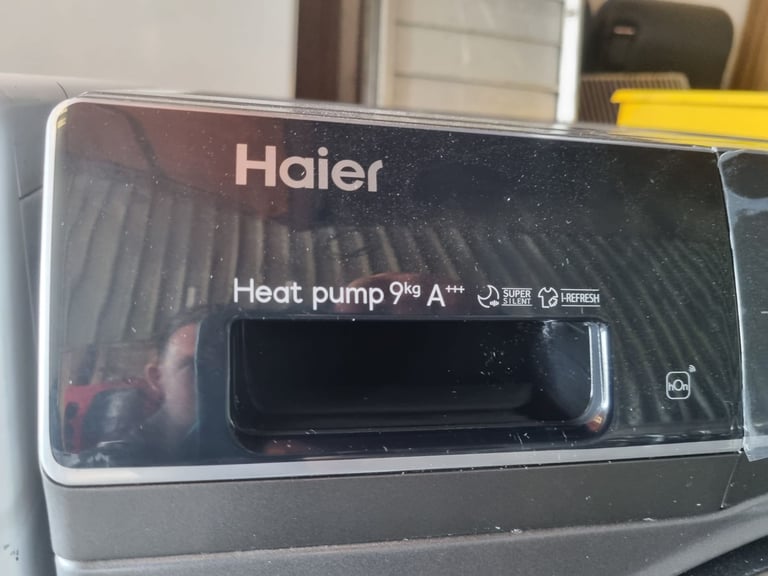 Haier
Heat pump 9kg A+++ SUPER SILENT I-REFRESH
hOn